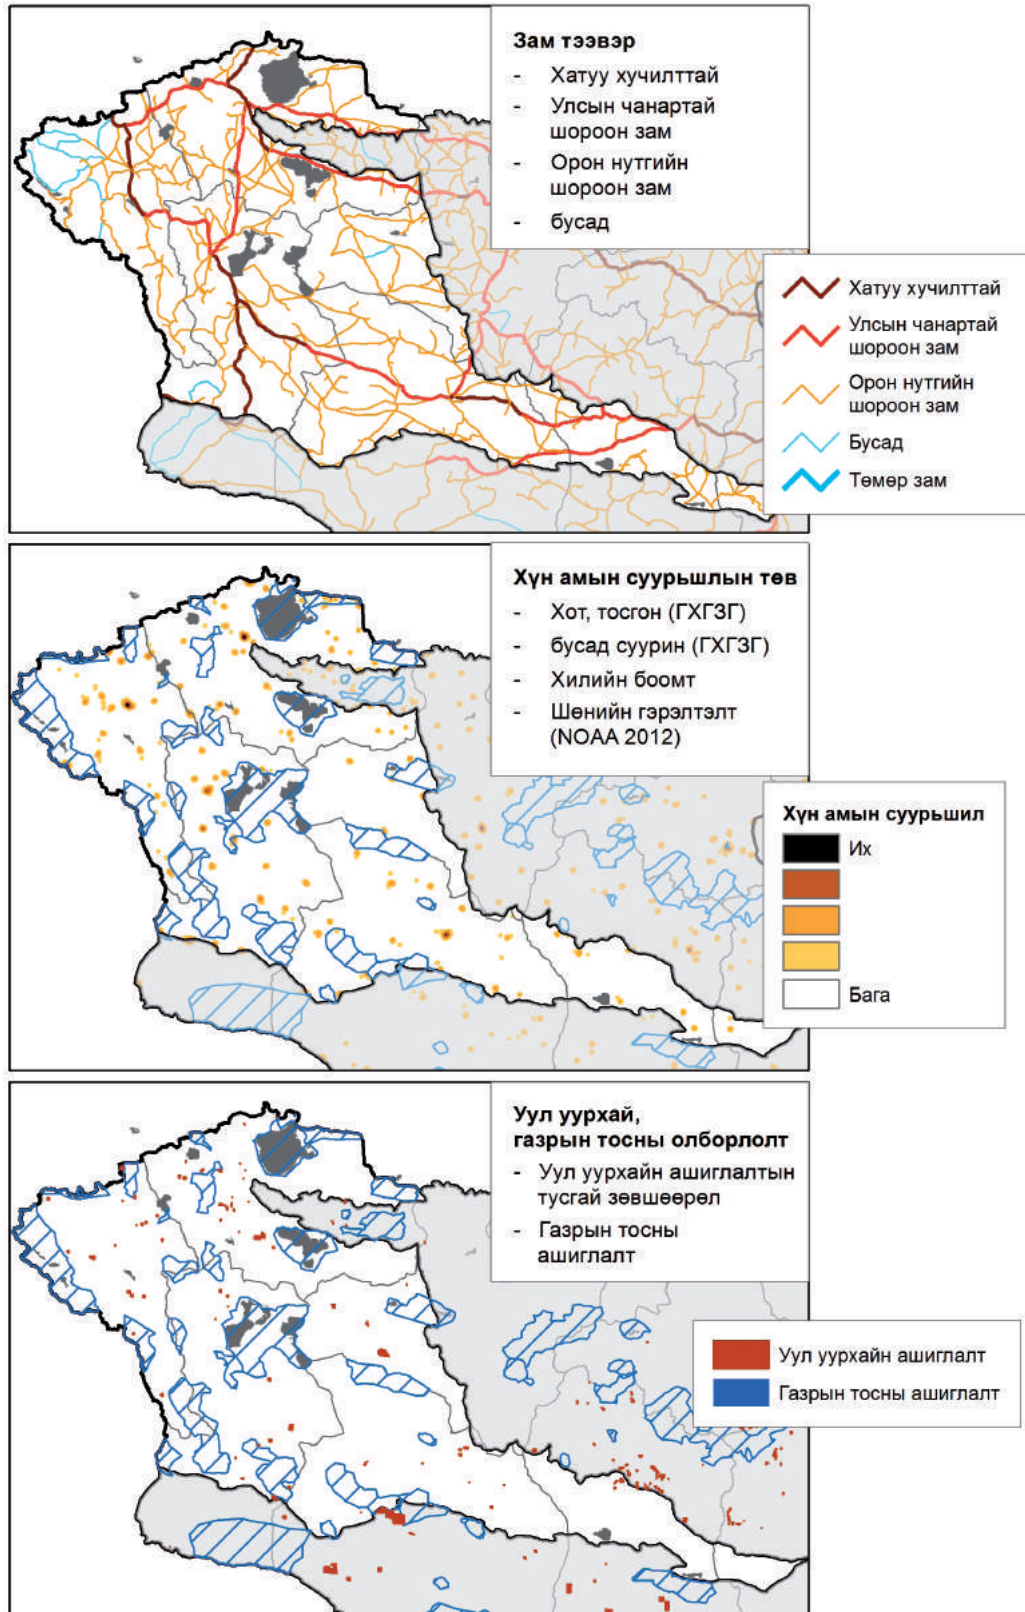 Зам тээвэр
- Хатуу хучилттай
- Улсын чанартай
шороон зам
- Орон нутгийн
шороон зам
- бусад
Хатуу хучилттай
Улсын чанартай
шороон зам
Орон нутгийн
шороон зам
Бусад
Төмөр зам
Хүн амын суурьшлын төв
- Хот, тосгон (ГХГЗГ)
- бусад суурин (ГХГЗГ)
- Хилийн боомт
- Шөнийн гэрэлтэлт
(NOAA 2012)
Хүн амын суурьшил
Их
Бага
Уул уурхай,
газрын тосны олборлолт
- Уул уурхайн ашиглалтын
тусгай зөвшөөрөл
- Газрын тосны
ашиглалт
Уул уурхайн ашиглалт
Газрын тосны ашиглалт